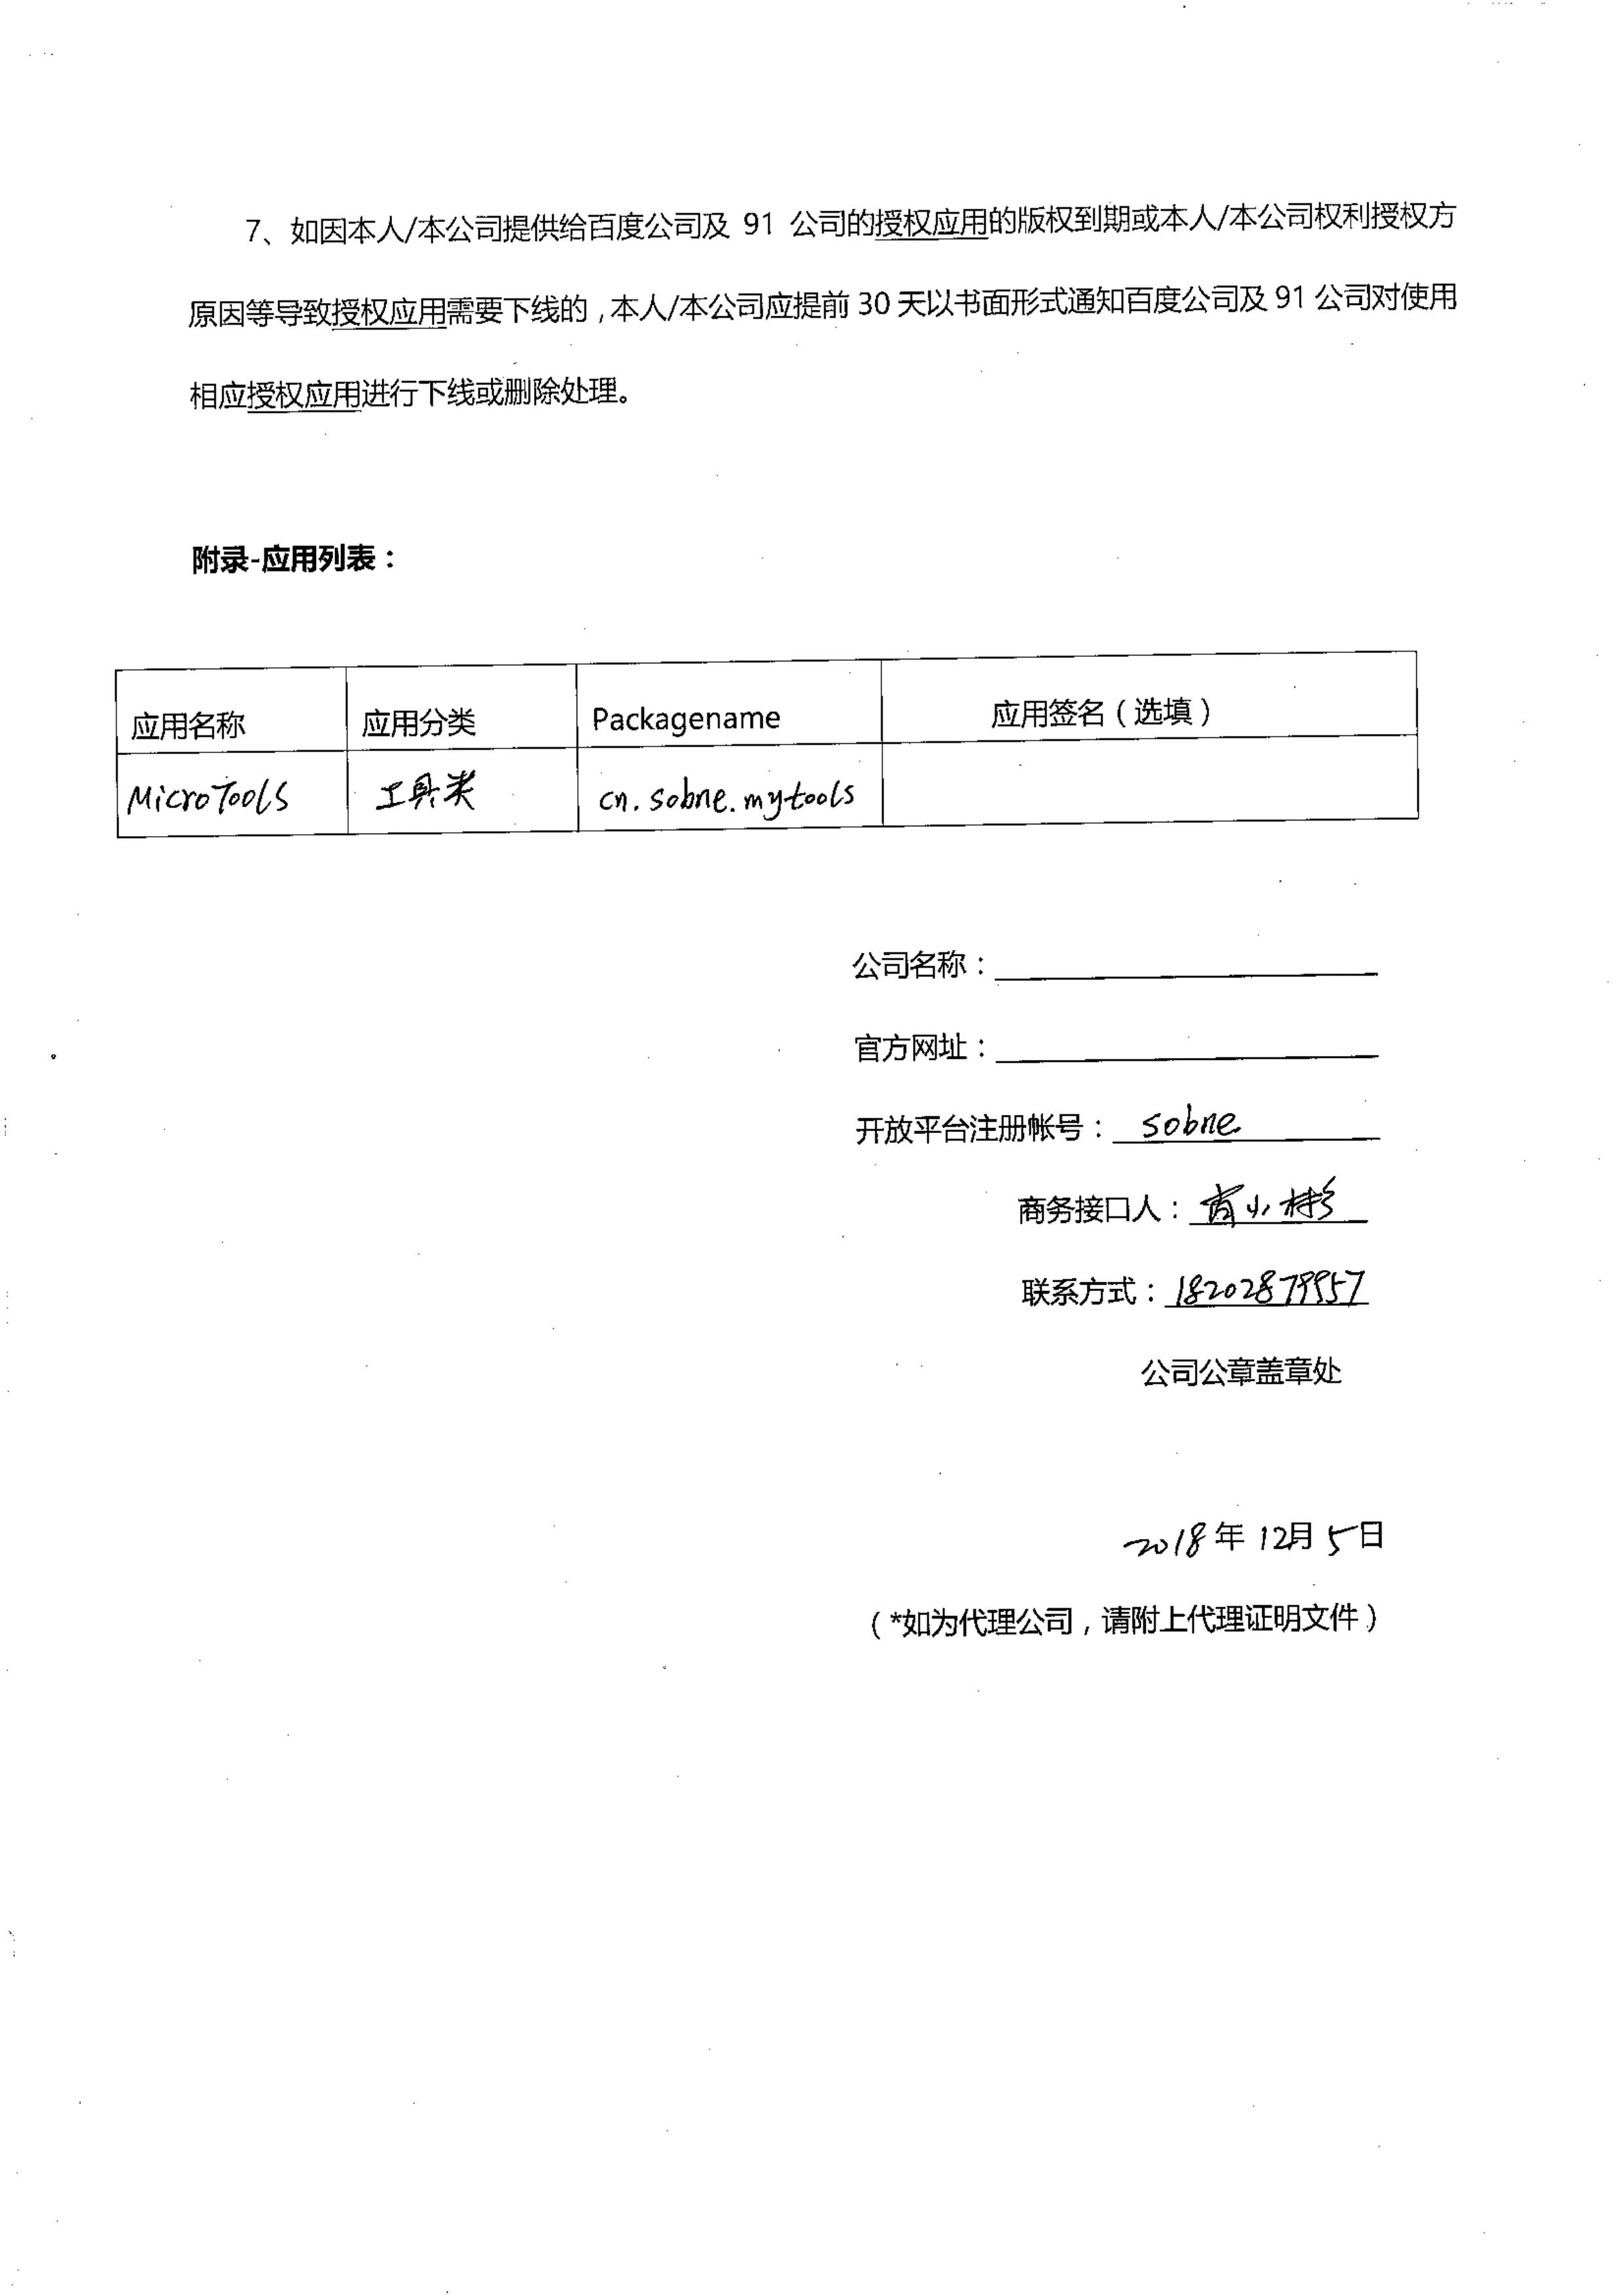 7、如因本人/本公司提供给百度公司及 91 公司的授权应用的版权到期或本人/本公司权利授权方
原因等导致授权应用需要下线的,本人/本公司应提前 30 天以书面形式通知百度公司及 91 公司对使用
相应授权应用进行下线或删除处理。
附录-应用列表：
应用名称 应用分类 Packagename 应用签名（选填）
MicroTools 工具类 cn.sobne.mytools
公司名称：
官方网址：
开放平台注册帐号： sobne
商务接口人：肖小彬
联系方式：18202879957
公司公章盖章处
2018年 12月 5日
（*如为代理公司，请附上代理证明文件）